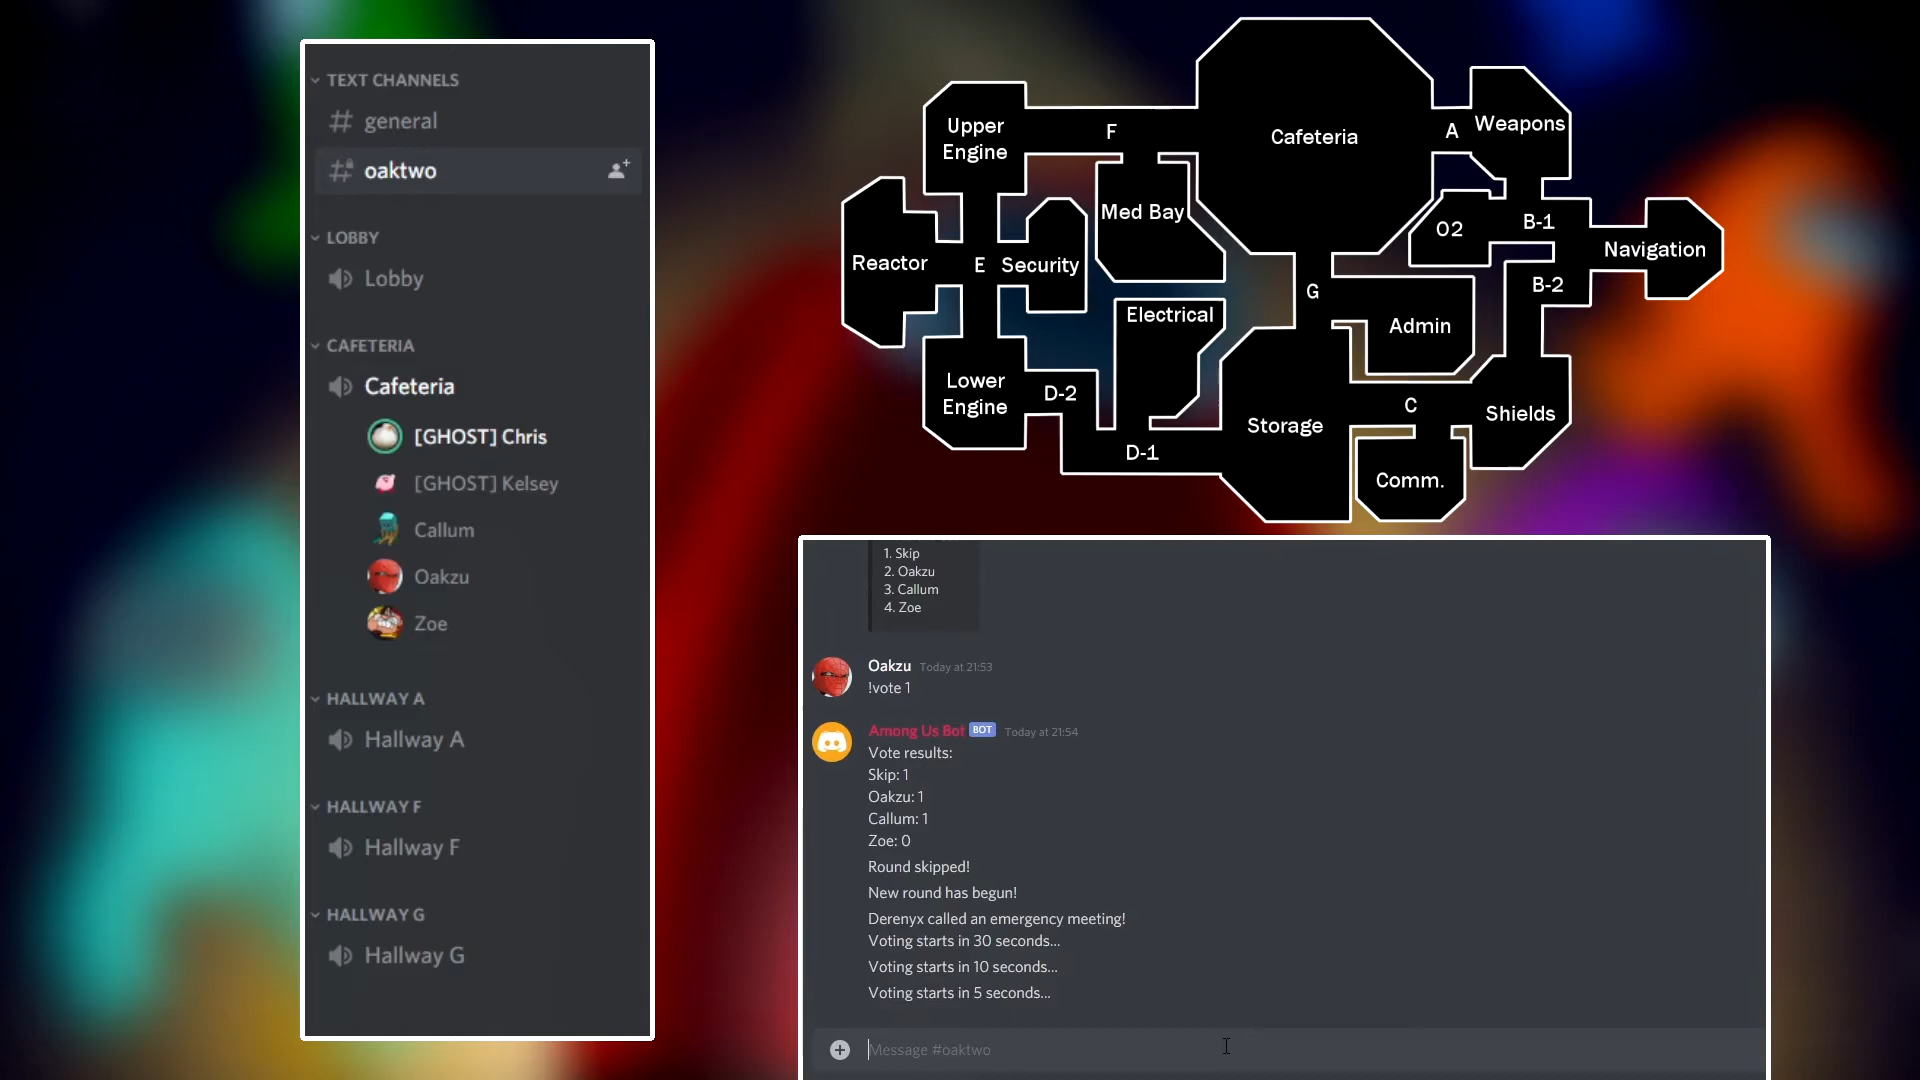 TEXT CHANNELS
general
oaktwo
LOBBY
Lobby
CAFETERIA
Cafeteria
[GHOST] Chris
[GHOST] Kelsey
Callum
Oakzu
Zoe
HALLWAY A
Hallway A
HALLWAY F
Hallway F
HALLWAY G
Hallway G
Upper
Engine
F
Cafeteria
A
Weapons
Med Bay
O2
B-1
Navigation
Reactor
E
Security
G
B-2
Electrical
Admin
Lower
Engine
D-2
C
Shields
Storage
D-1
Comm.
1. Skip
2. Oakzu
3. Callum
4. Zoe
Oakzu Today at 21:53
!vote 1
Among Us Bot BOT Today at 21:54
Vote results:
Skip: 1
Oakzu: 1
Callum: 1
Zoe: 0
Round skipped!
New round has begun!
Derenyx called an emergency meeting!
Voting starts in 30 seconds...
Voting starts in 10 seconds...
Voting starts in 5 seconds...
Message #oaktwo